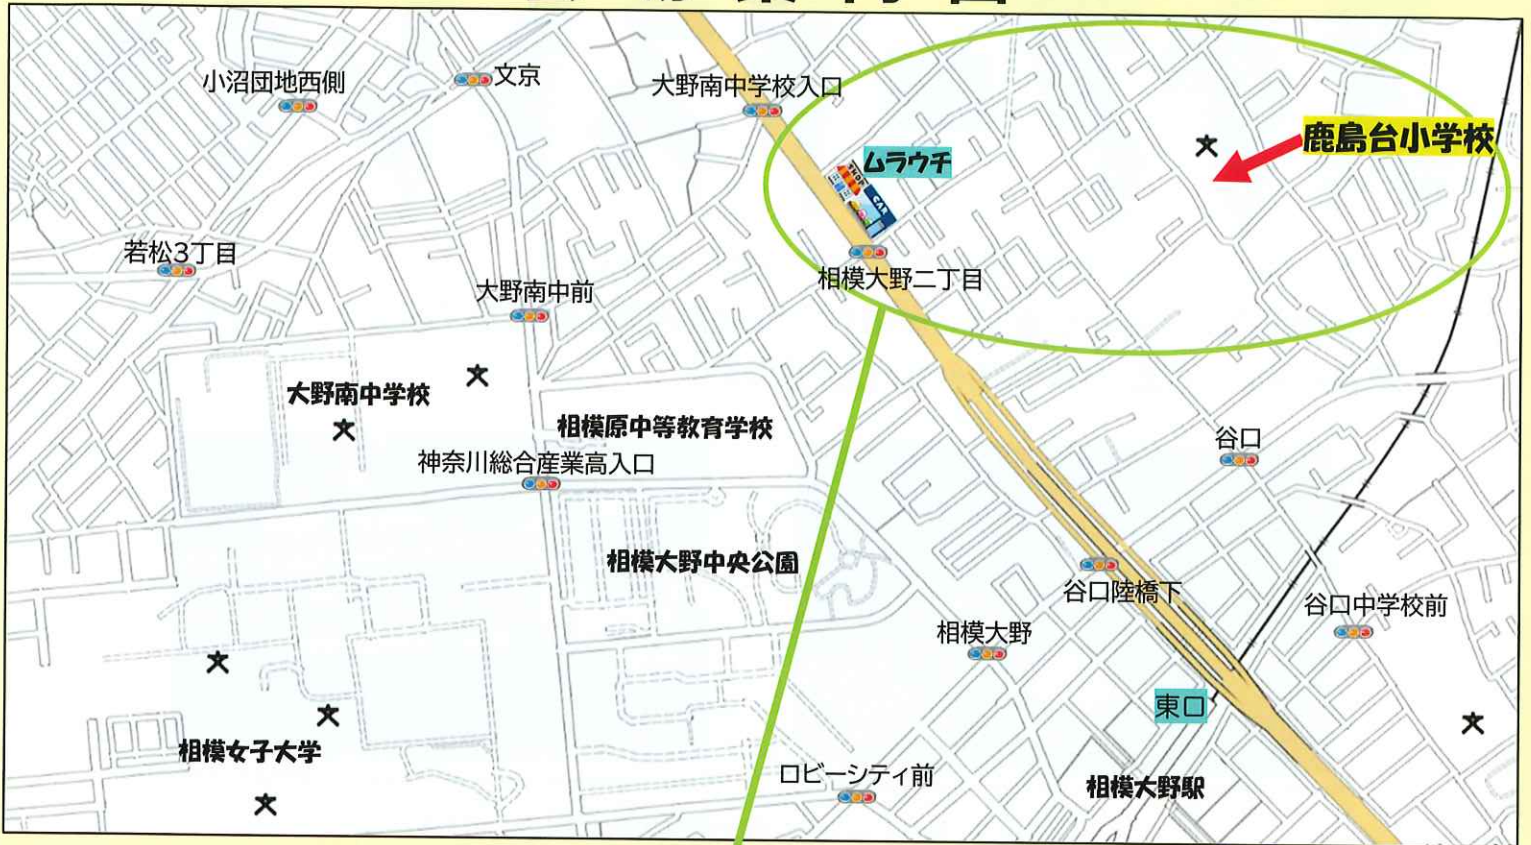 小沼団地西側
文京
大野南中学校入口
鹿島台小学校
ムラウチ
SHOP
CAR
若松3丁目
大野南中前
相模大野二丁目
大野南中学校
相模原中等教育学校
谷口
神奈川総合産業高入口
相模大野中央公園
谷口陸橋下
谷口中学校前
相模大野
東口
相模女子大学
ロビーシティ前
相模大野駅